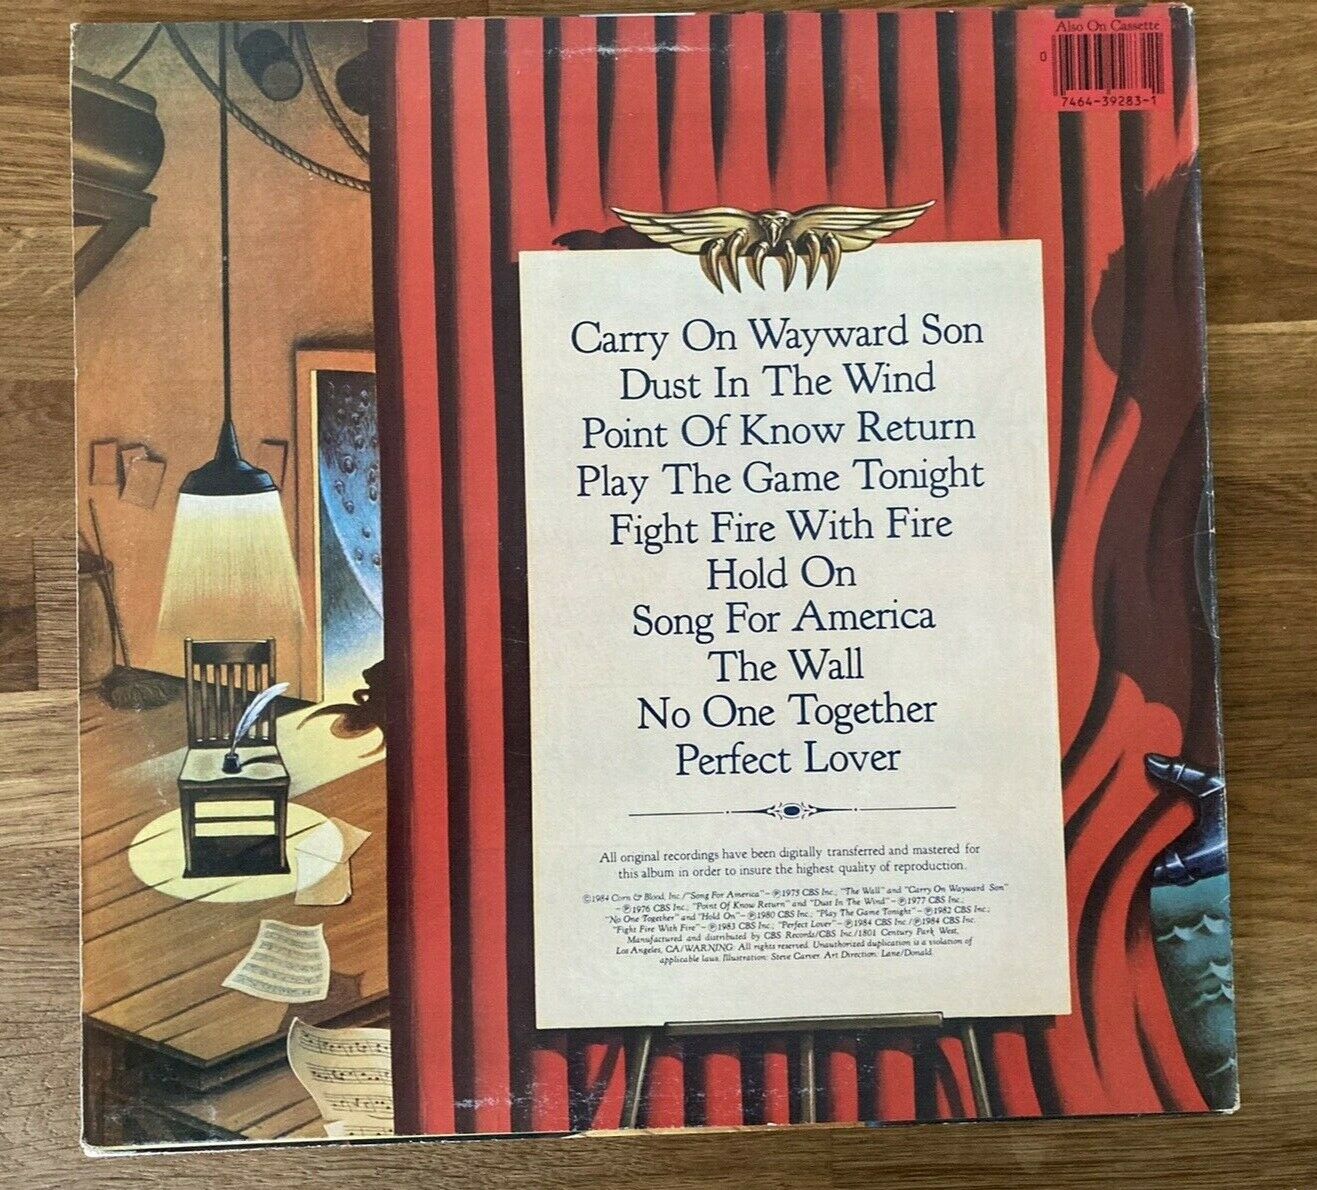 Also On Cassette
0
7464-39283-1
Carry On Wayward Son
Dust In The Wind
Point Of Know Return
Play The Game Tonight
Fight Fire With Fire
Hold On
Song For America
The Wall
No One Together
Perfect Lover
All original recordings have been digitally transferred and mastered for
this album in order to insure the highest quality of reproduction.
©1984 Corn & Blood, Inc./"Song For America"–℗1975 CBS Inc.; "The Wall" and "Carry On Wayward Son"
–℗1976 CBS Inc.; "Point Of Know Return" and "Dust In The Wind"–℗1977 CBS Inc.;
"No One Together" and "Hold On"–℗1980 CBS Inc.; "Play The Game Tonight"–℗1982 CBS Inc.;
"Fight Fire With Fire"–℗1983 CBS Inc.; "Perfect Lover"–℗1984 CBS Inc./℗1984 CBS Inc.
Manufactured and distributed by CBS Records/CBS Inc./1801 Century Park West,
Los Angeles, CA/WARNING: All rights reserved. Unauthorized duplication is a violation of
applicable laws. Illustration: Steve Carver. Art Direction: Lane/Donald.